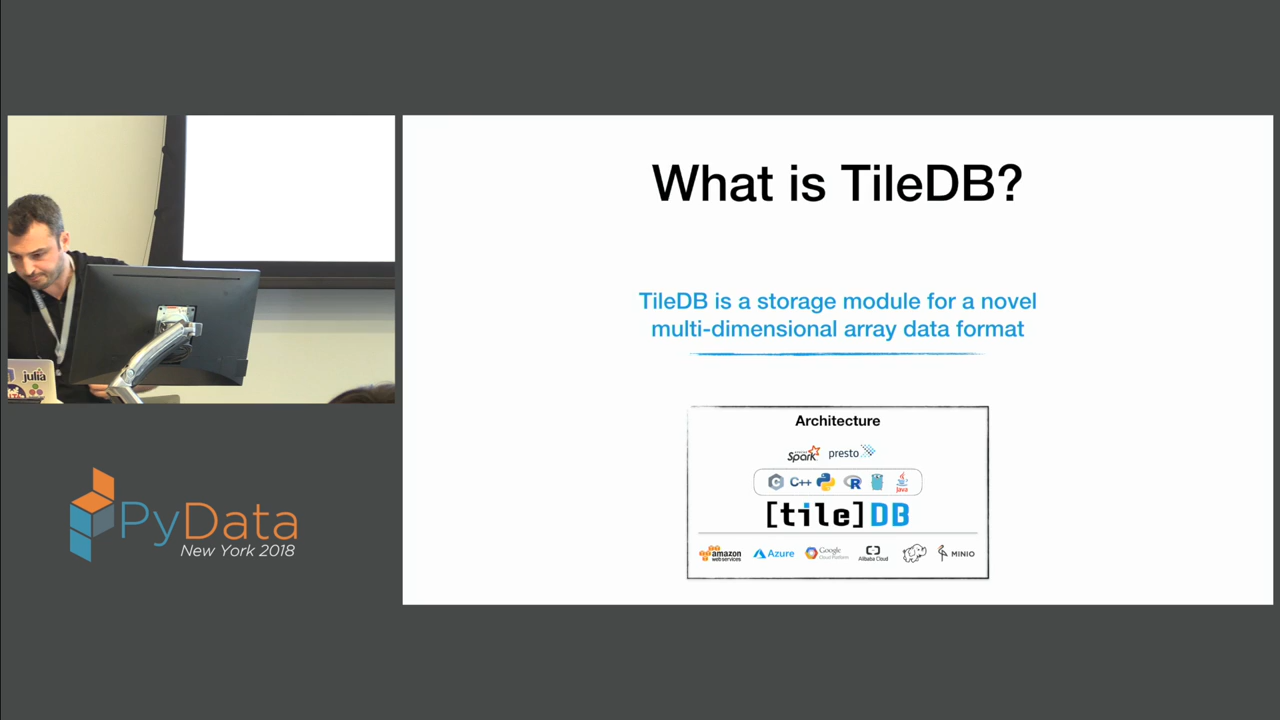 What is TileDB?
TileDB is a storage module for a novel
multi-dimensional array data format
Architecture
Spark presto
C C++ R Java
[tile]DB
amazon web services Azure Google Cloud Platform Alibaba Cloud MINIO
julia
PyData
New York 2018